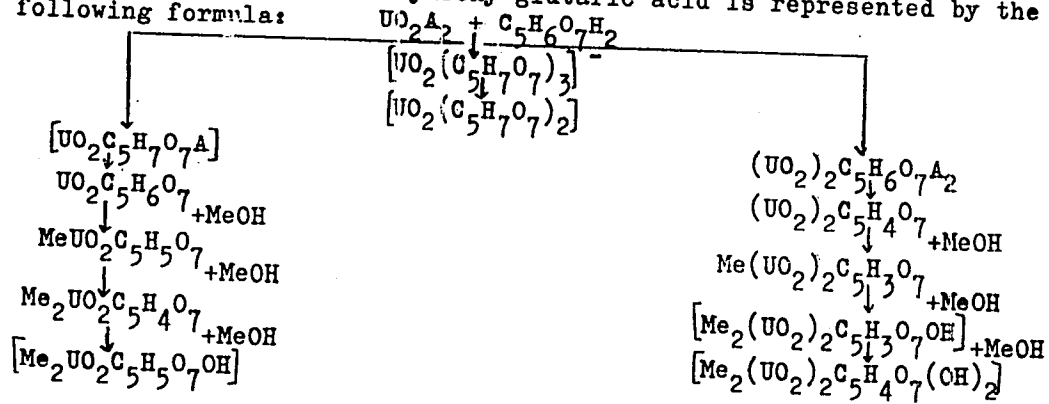 hydroxy glutaric acid is represented by the
following formula:
UO2A2 + C5H6O7H2
[UO2(C5H7O7)3]-
[UO2(C5H7O7)2]
[UO2C5H7O7A]
UO2C5H6O7
+MeOH
MeUO2C5H5O7
+MeOH
Me2UO2C5H4O7
+MeOH
[Me2UO2C5H5O7OH]
(UO2)2C5H6O7A2
(UO2)2C5H4O7
+MeOH
Me(UO2)2C5H3O7
+MeOH
[Me2(UO2)2C5H3O7OH]
+MeOH
[Me2(UO2)2C5H4O7(OH)2]